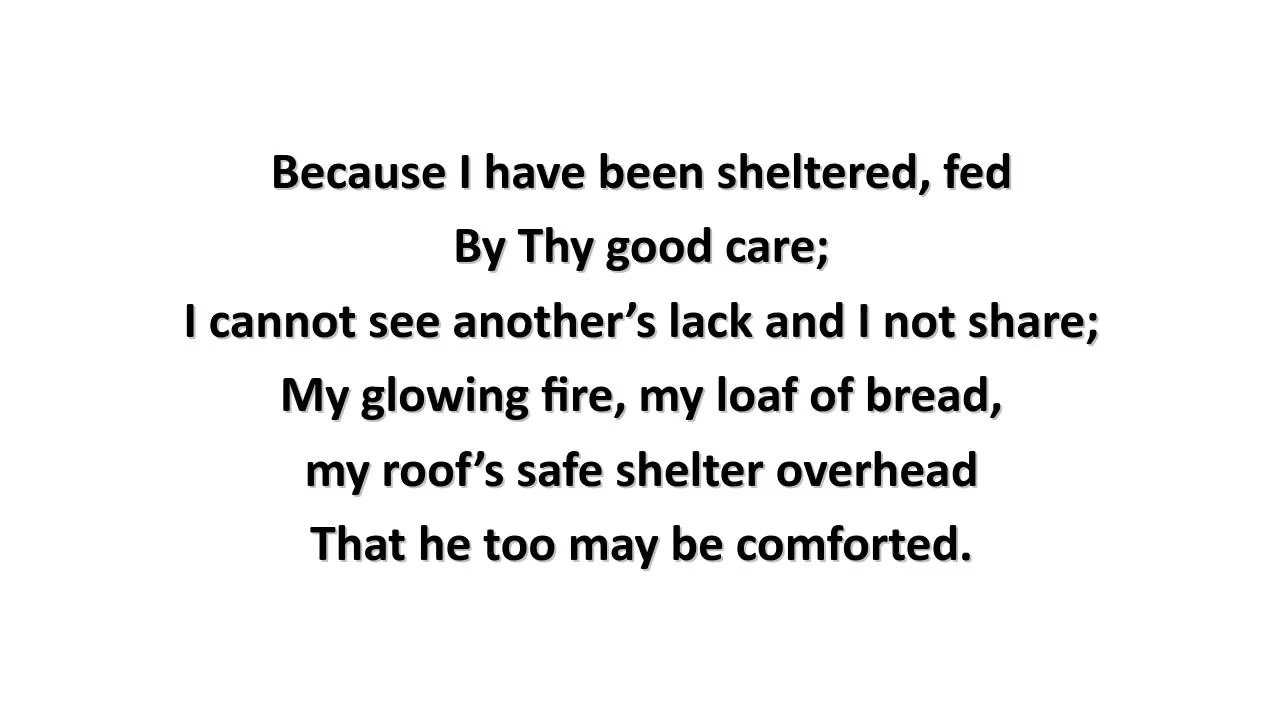 Because I have been sheltered, fed
By Thy good care;
I cannot see another’s lack and I not share;
My glowing fire, my loaf of bread,
my roof’s safe shelter overhead
That he too may be comforted.